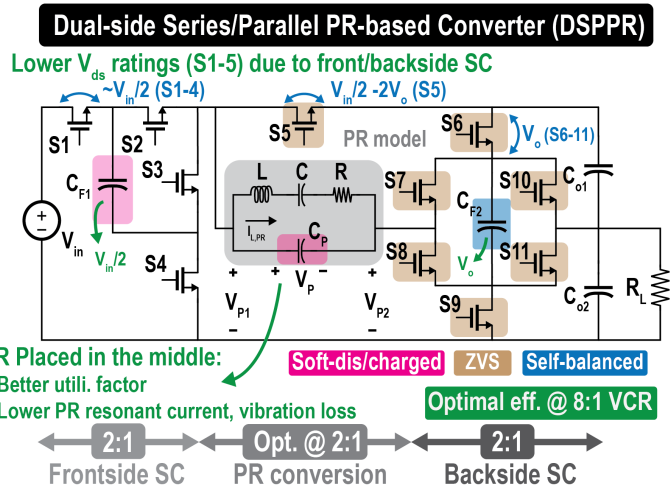 Dual-side Series/Parallel PR-based Converter (DSPPR)
Lower Vds ratings (S1-5) due to front/backside SC
~Vin/2 (S1-4)
Vin/2 -2Vo (S5)
S1
S2
S5
PR model
S6
Vo (S6-11)
S3
CF1
L C R
S7
S10
Co1
CF2
Vin
Vin/2
IL,PR
CP
S4
S8
Vo
S11
+ VP −
+
VP1
−
+
VP2
−
S9
Co2
RL
R Placed in the middle:
Better utili. factor
Lower PR resonant current, vibration loss
Soft-dis/charged
ZVS
Self-balanced
Optimal eff. @ 8:1 VCR
2:1
Opt. @ 2:1
2:1
Frontside SC
PR conversion
Backside SC